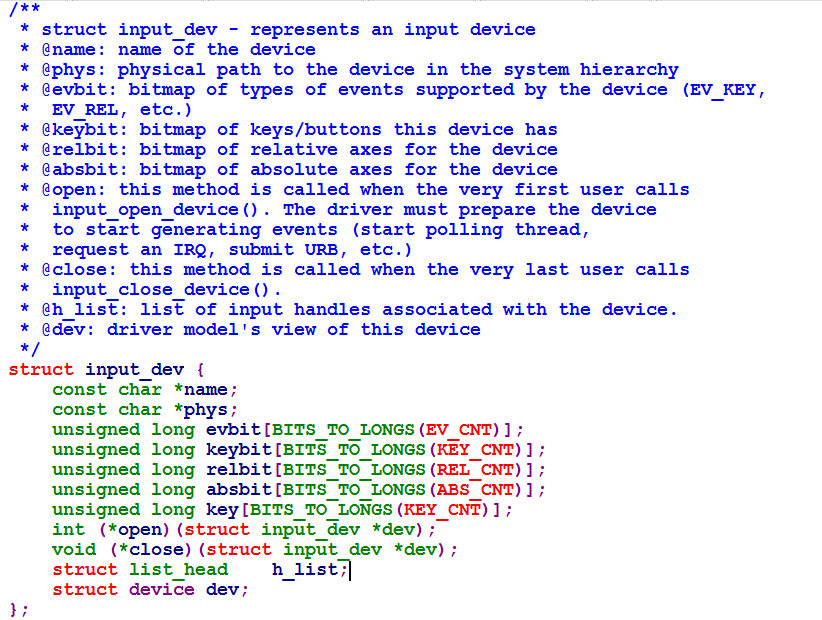 /**
 * struct input_dev - represents an input device
 * @name: name of the device
 * @phys: physical path to the device in the system hierarchy
 * @evbit: bitmap of types of events supported by the device (EV_KEY,
 *  EV_REL, etc.)
 * @keybit: bitmap of keys/buttons this device has
 * @relbit: bitmap of relative axes for the device
 * @absbit: bitmap of absolute axes for the device
 * @open: this method is called when the very first user calls
 *  input_open_device(). The driver must prepare the device
 *  to start generating events (start polling thread,
 *  request an IRQ, submit URB, etc.)
 * @close: this method is called when the very last user calls
 *  input_close_device().
 * @h_list: list of input handles associated with the device.
 * @dev: driver model's view of this device
 */
struct input_dev {
    const char *name;
    const char *phys;
    unsigned long evbit[BITS_TO_LONGS(EV_CNT)];
    unsigned long keybit[BITS_TO_LONGS(KEY_CNT)];
    unsigned long relbit[BITS_TO_LONGS(REL_CNT)];
    unsigned long absbit[BITS_TO_LONGS(ABS_CNT)];
    unsigned long key[BITS_TO_LONGS(KEY_CNT)];
    int (*open)(struct input_dev *dev);
    void (*close)(struct input_dev *dev);
    struct list_head    h_list;
    struct device dev;
};